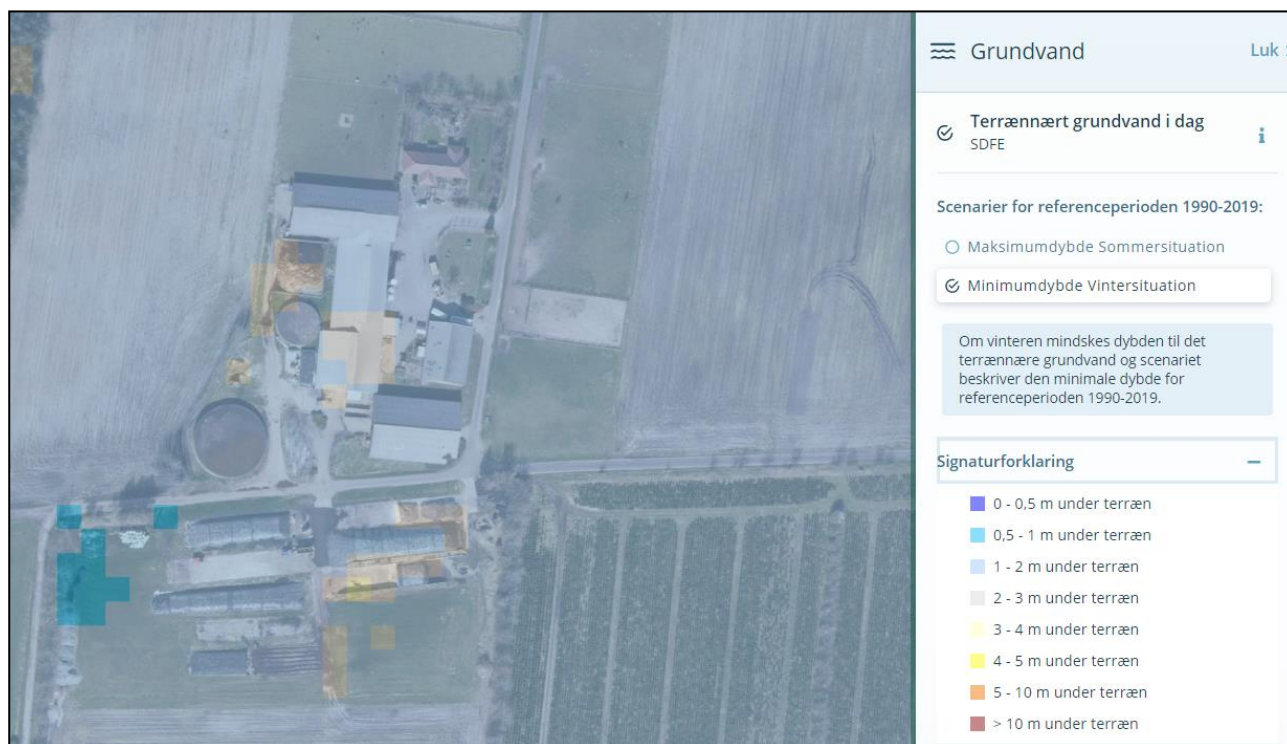 Grundvand
Luk
Terrænnært grundvand i dag
SDFE
i
Scenarier for referenceperioden 1990-2019:
Maksimumdybde Sommersituation
Minimumdybde Vintersituation
Om vinteren mindskes dybden til det
terrænnære grundvand og scenariet
beskriver den minimale dybde for
referenceperioden 1990-2019.
Signaturforklaring
0 - 0,5 m under terræn
0,5 - 1 m under terræn
1 - 2 m under terræn
2 - 3 m under terræn
3 - 4 m under terræn
4 - 5 m under terræn
5 - 10 m under terræn
> 10 m under terræn